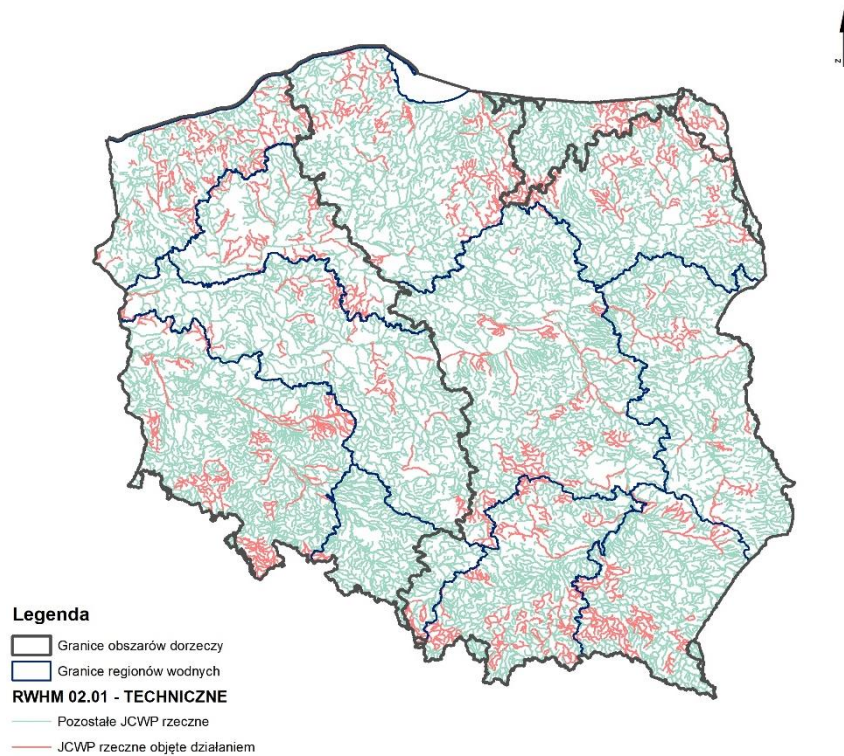 z
Legenda
Granice obszarów dorzeczy
Granice regionów wodnych
RWHM 02.01 - TECHNICZNE
Pozostałe JCWP rzeczne
JCWP rzeczne objęte działaniem